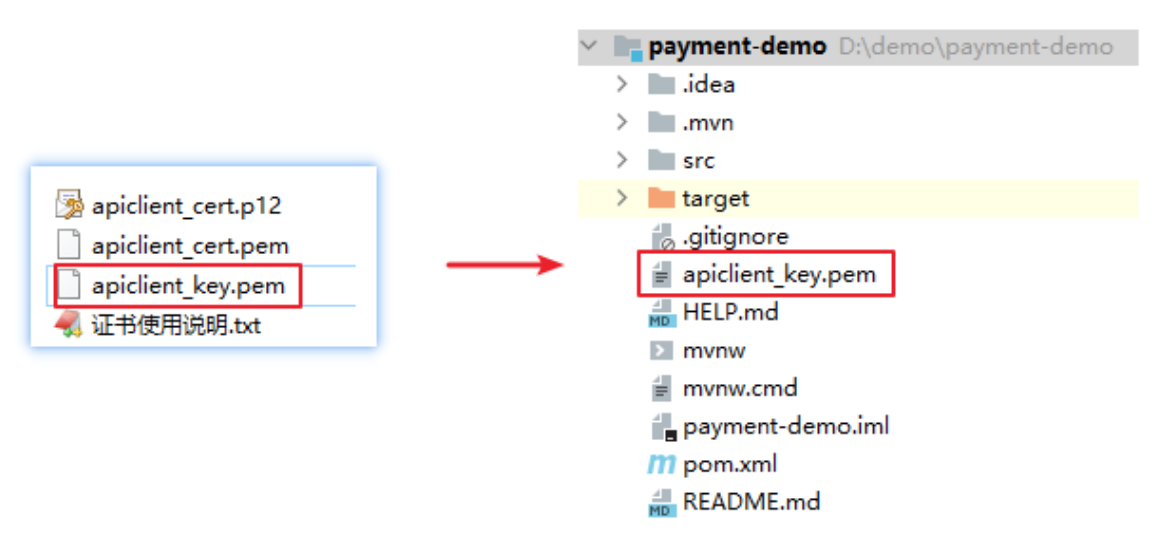 apiclient_cert.p12
apiclient_cert.pem
apiclient_key.pem
证书使用说明.txt
payment-demo D:\demo\payment-demo
.idea
.mvn
src
target
.gitignore
apiclient_key.pem
MD HELP.md
mvnw
mvnw.cmd
payment-demo.iml
m pom.xml
MD README.md